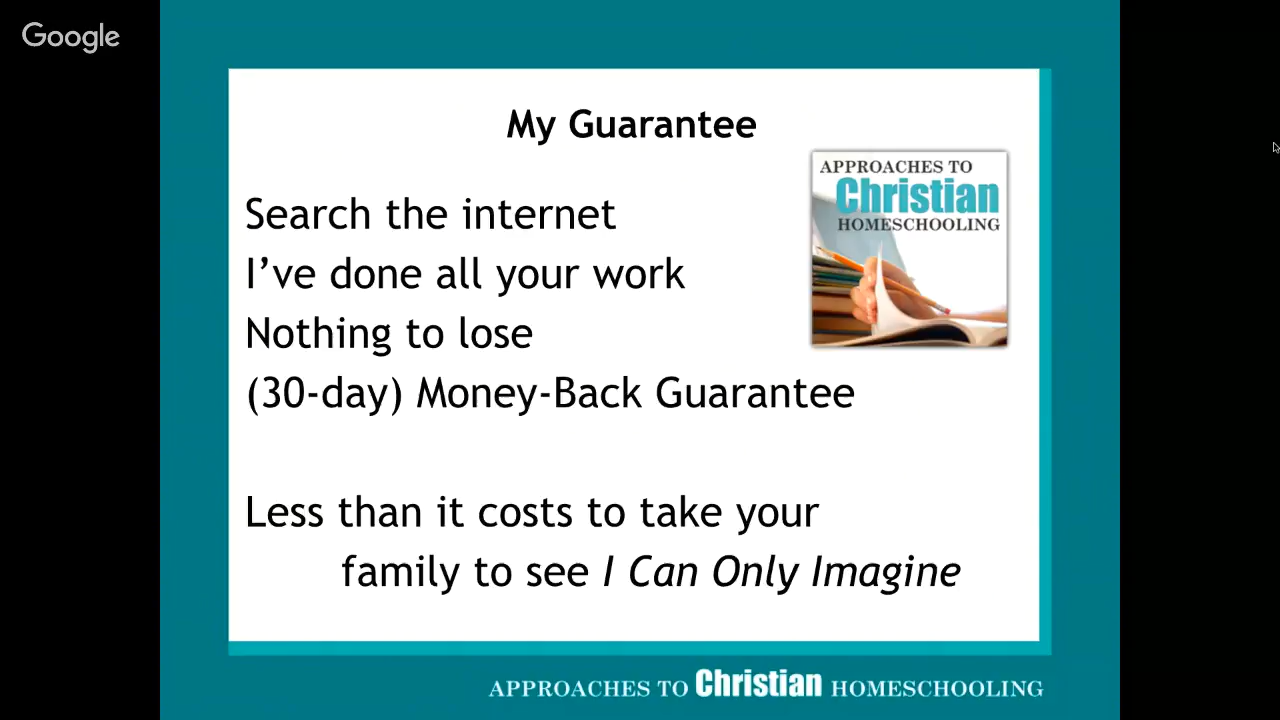 Google
My Guarantee
APPROACHES TO
Christian
HOMESCHOOLING
Search the internet
I’ve done all your work
Nothing to lose
(30-day) Money-Back Guarantee
Less than it costs to take your
family to see I Can Only Imagine
APPROACHES TO Christian HOMESCHOOLING